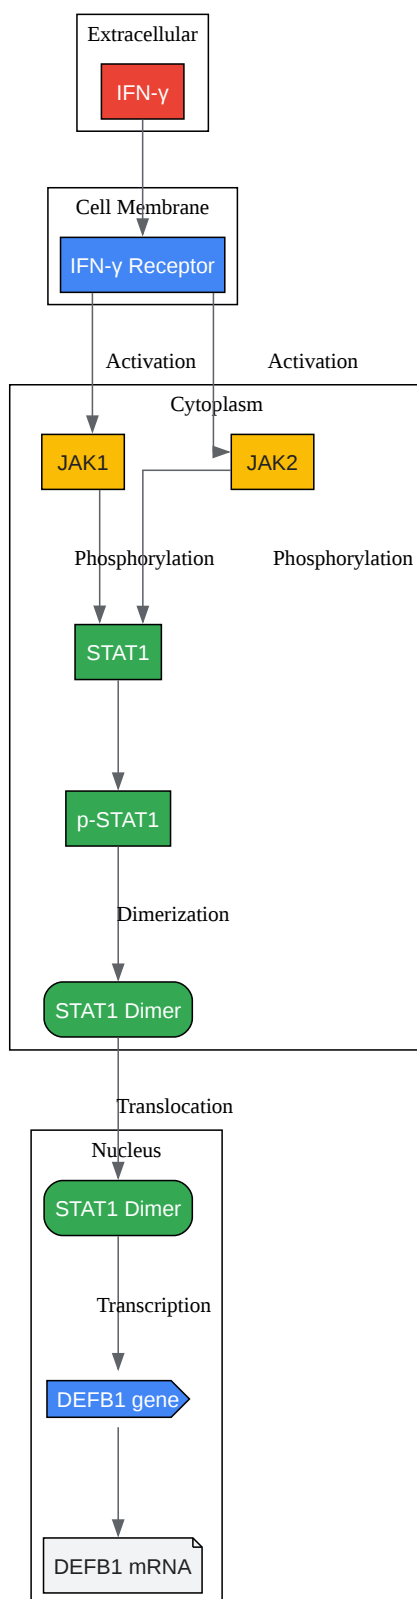 Extracellular
IFN-γ
Cell Membrane
IFN-γ Receptor
Activation
Activation
Cytoplasm
JAK1
JAK2
Phosphorylation
Phosphorylation
STAT1
p-STAT1
Dimerization
STAT1 Dimer
Translocation
Nucleus
STAT1 Dimer
Transcription
DEFB1 gene
DEFB1 mRNA